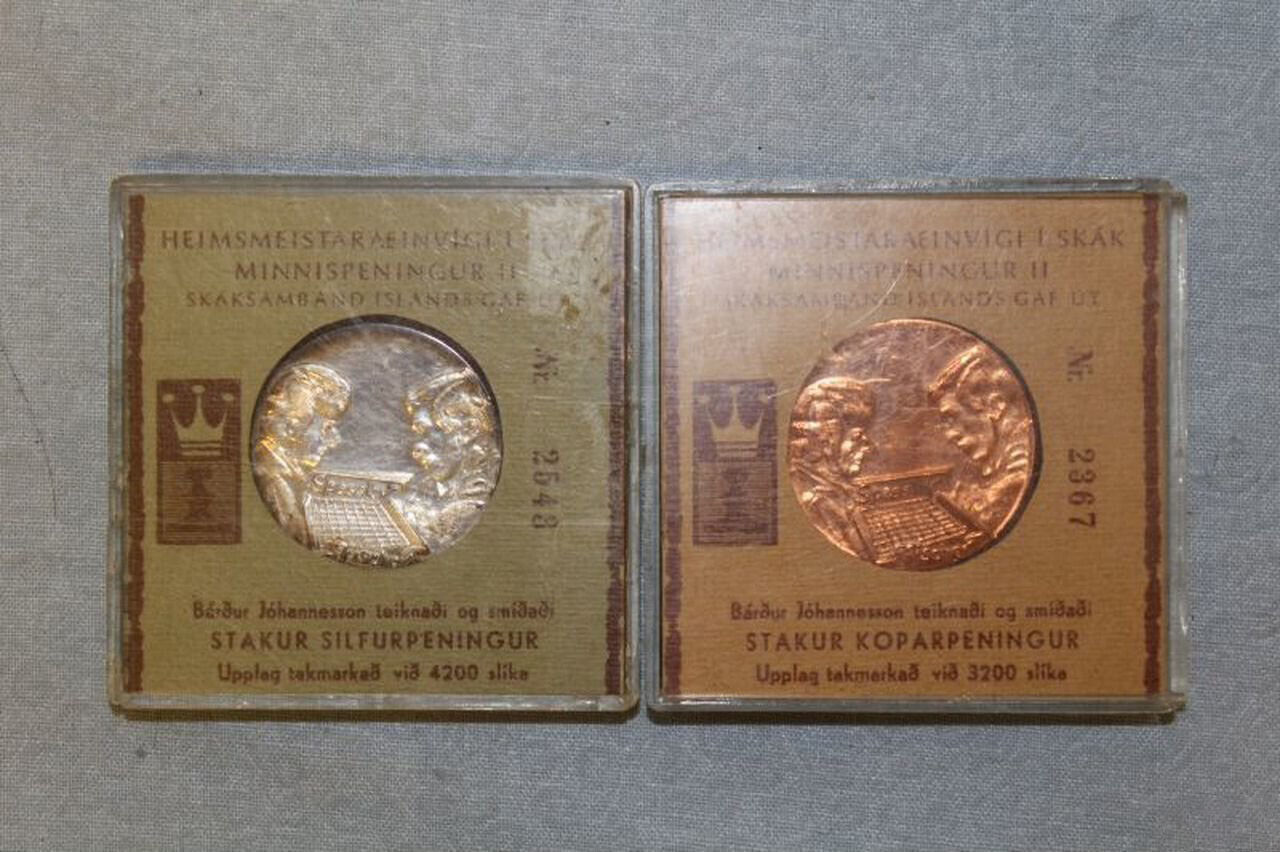 HEIMSMEISTARAEINVÍGI Í
MINNISPENINGUR II
SKÁKSAMBAND ÍSLANDS GAF ÚT
Nr. 2548
Bárður Jóhannesson teiknaði og smíðaði
STAKUR SILFURPENINGUR
Upplag takmarkað við 4200 slíka
HEIMSMEISTARAEINVÍGI Í SKÁK
MINNISPENINGUR II
SKÁKSAMBAND ÍSLANDS GAF ÚT
Nr. 2367
Bárður Jóhannesson teiknaði og smíðaði
STAKUR KOPARPENINGUR
Upplag takmarkað við 3200 slíka